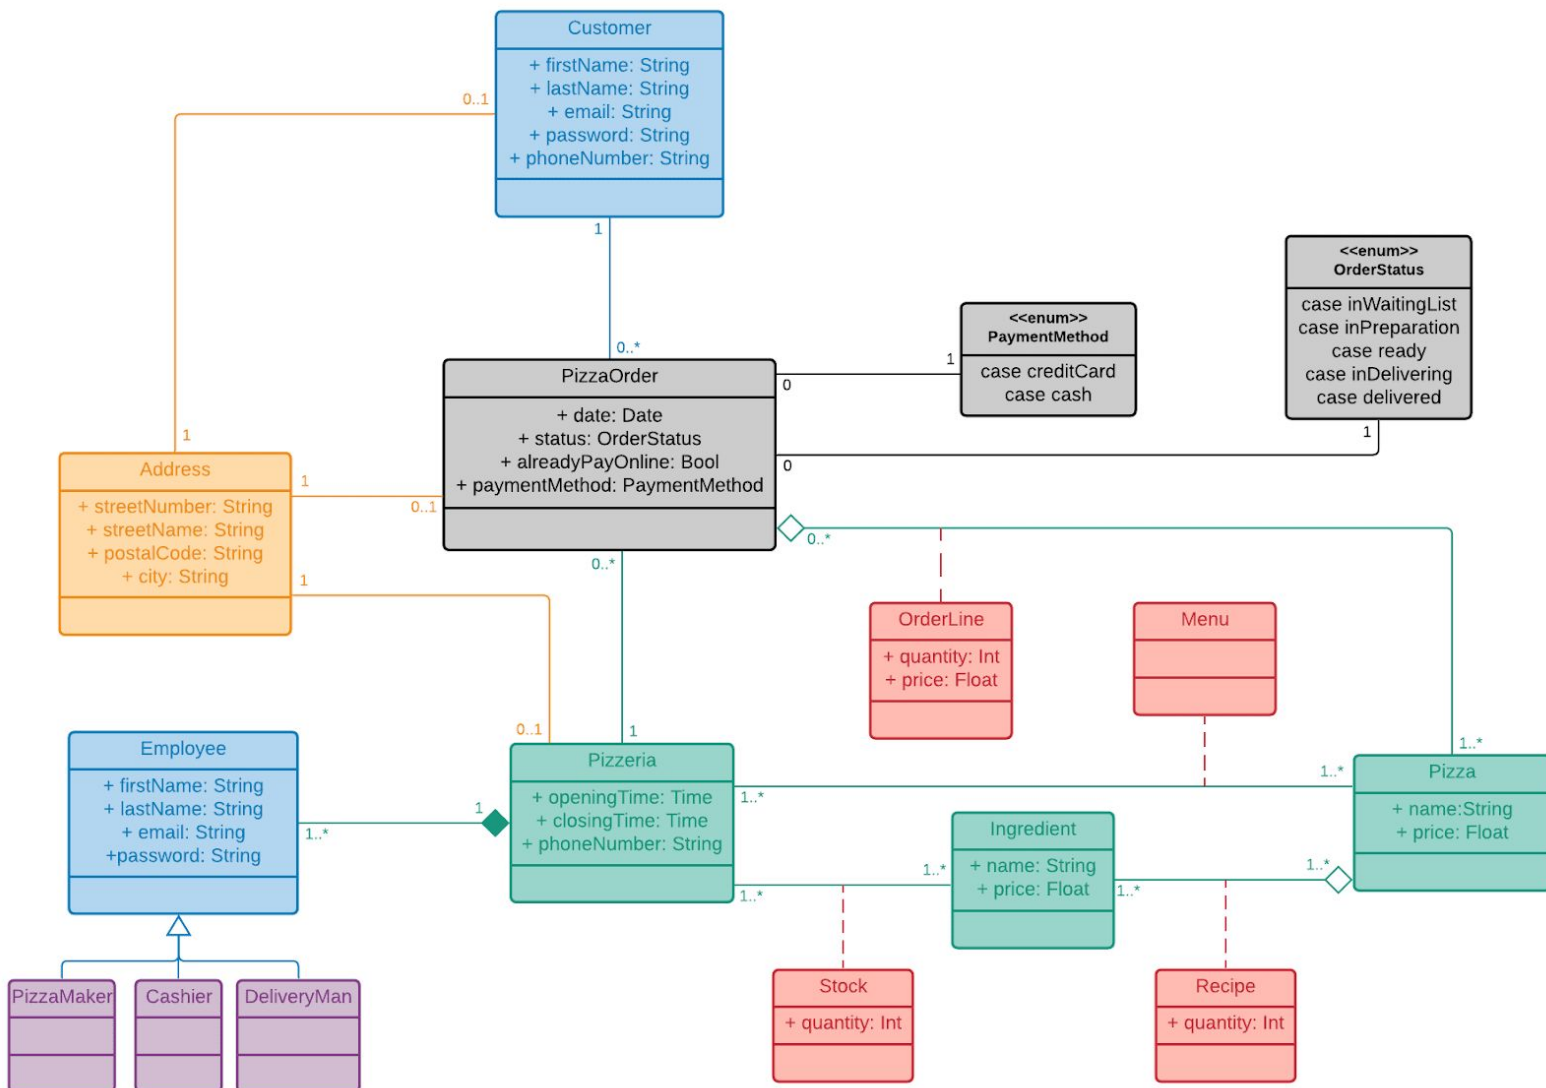 Customer
+ firstName: String
+ lastName: String
+ email: String
+ password: String
+ phoneNumber: String
0..1
1
0..*
1
<<enum>>
OrderStatus
case inWaitingList
case inPreparation
case ready
case inDelivering
case delivered
1
<<enum>>
PaymentMethod
case creditCard
case cash
1
0
0
PizzaOrder
+ date: Date
+ status: OrderStatus
+ alreadyPayOnline: Bool
+ paymentMethod: PaymentMethod
Address
+ streetNumber: String
+ streetName: String
+ postalCode: String
+ city: String
1
0..1
1
0..*
0..*
OrderLine
+ quantity: Int
+ price: Float
Menu
0..1
1
1..*
Employee
+ firstName: String
+ lastName: String
+ email: String
+password: String
1..*
1
Pizzeria
+ openingTime: Time
+ closingTime: Time
+ phoneNumber: String
1..*
1..*
Pizza
+ name:String
+ price: Float
1..*
1..*
Ingredient
+ name: String
+ price: Float
1..*
1..*
PizzaMaker
Cashier
DeliveryMan
Stock
+ quantity: Int
Recipe
+ quantity: Int